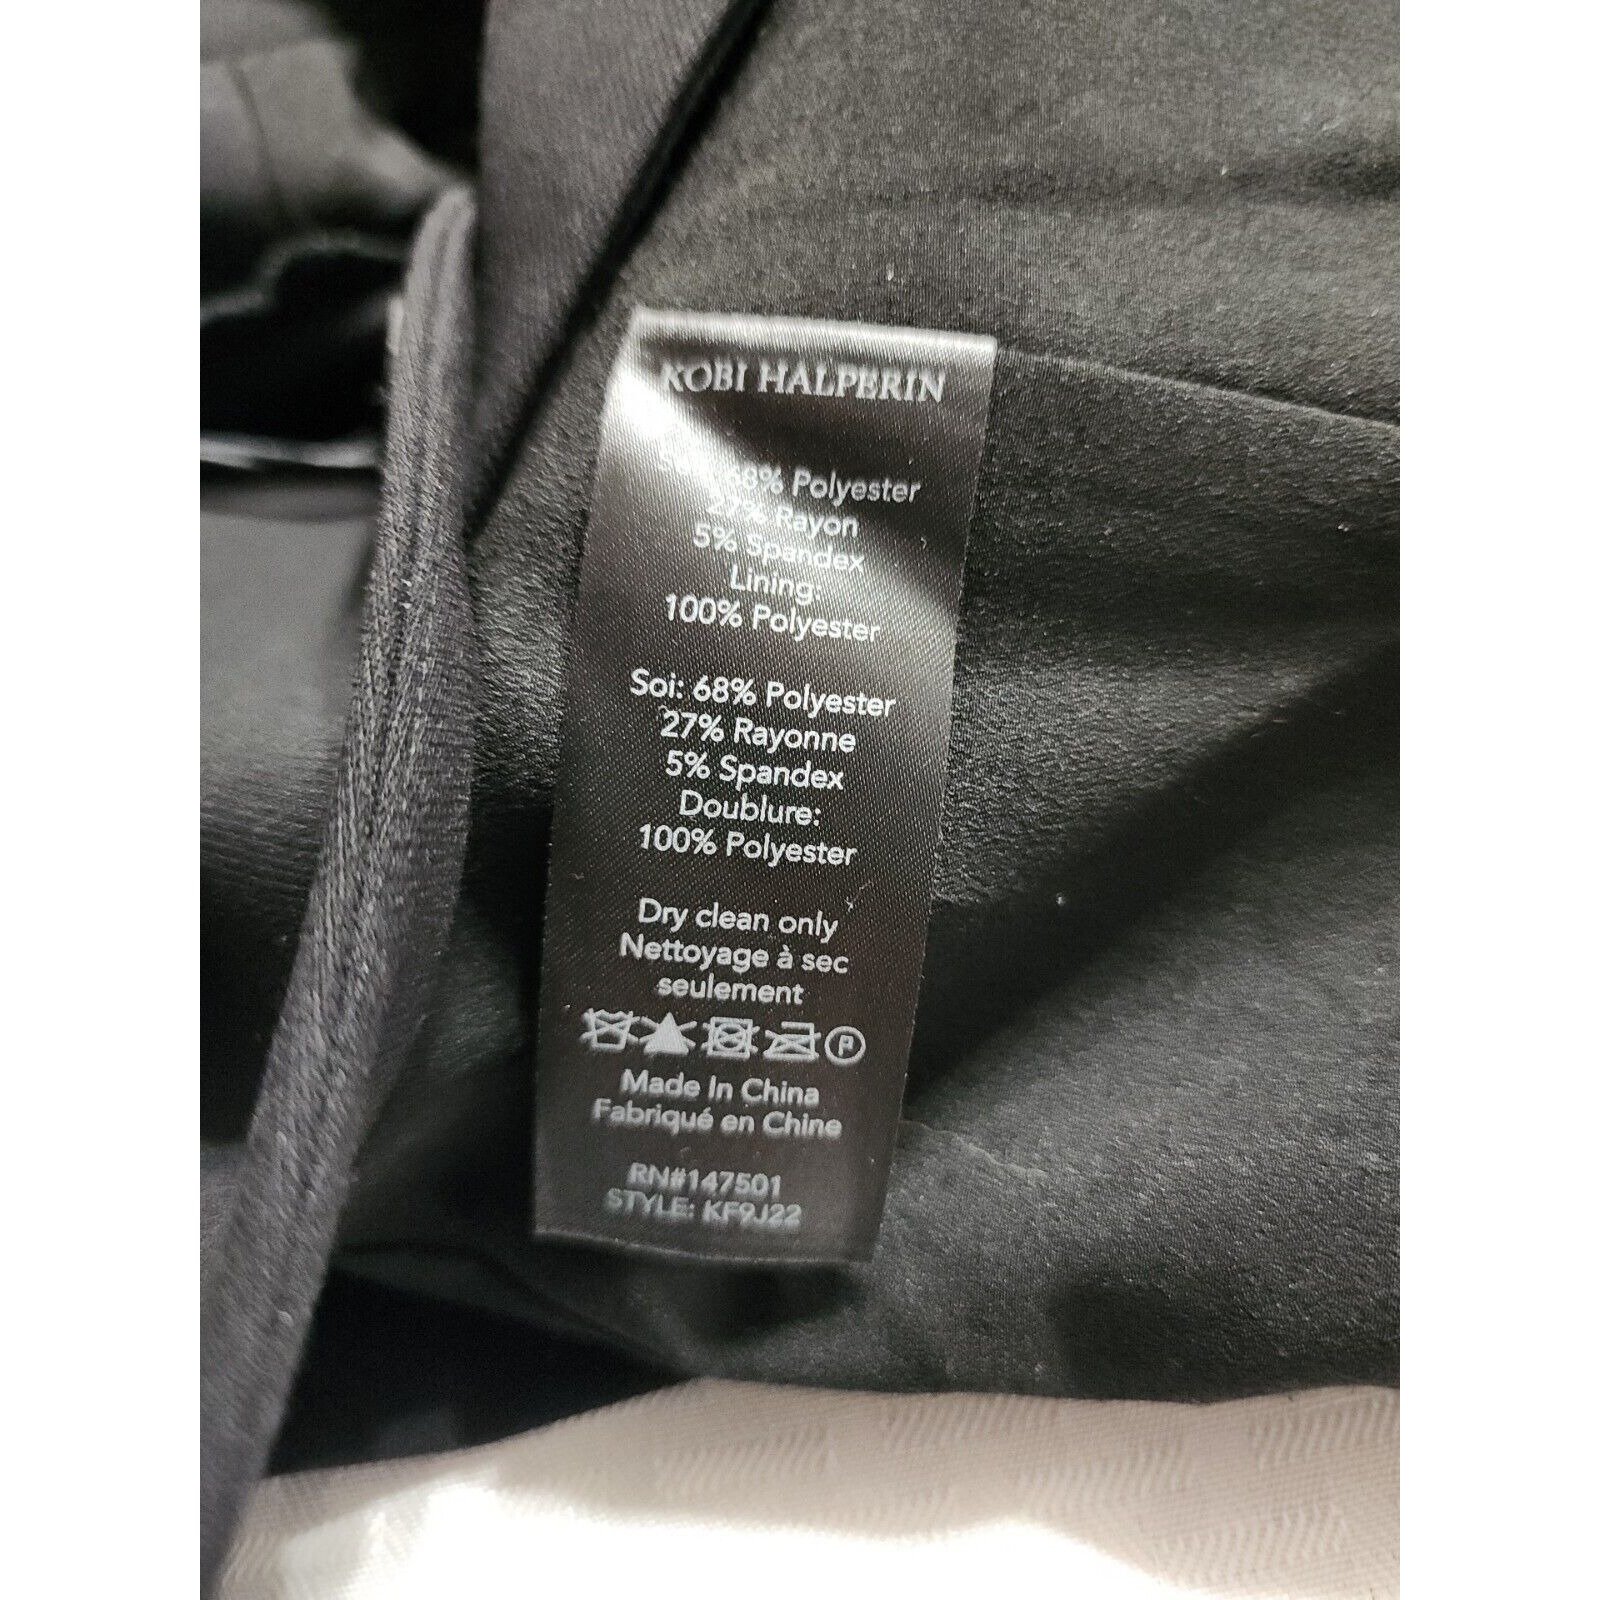 KOBI HALPERIN
68% Polyester
27% Rayon
5% Spandex
Lining:
100% Polyester
Soi: 68% Polyester
27% Rayonne
5% Spandex
Doublure:
100% Polyester
Dry clean only
Nettoyage à sec
seulement
P
Made In China
Fabriqué en Chine
RN#147501
STYLE: KF9J22